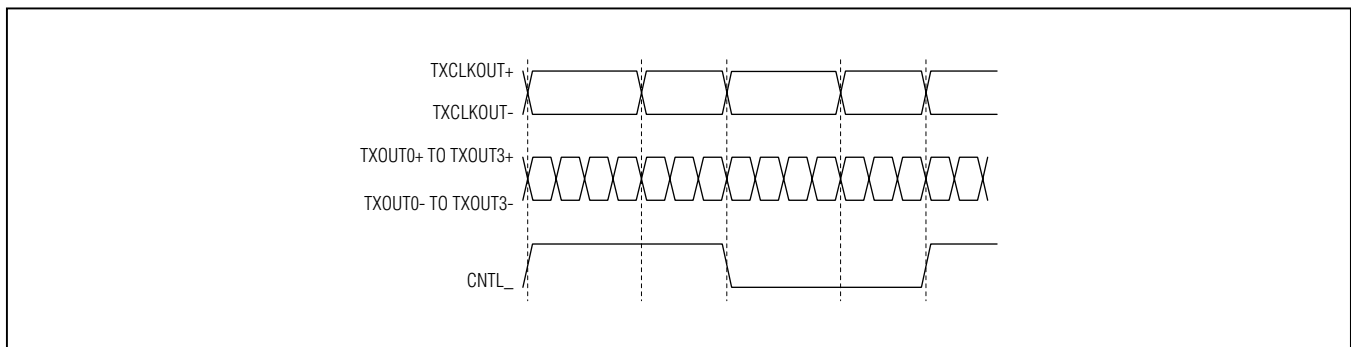 TXCLKOUT+
TXCLKOUT-
TXOUT0+ TO TXOUT3+
TXOUT0- TO TXOUT3-
CNTL_